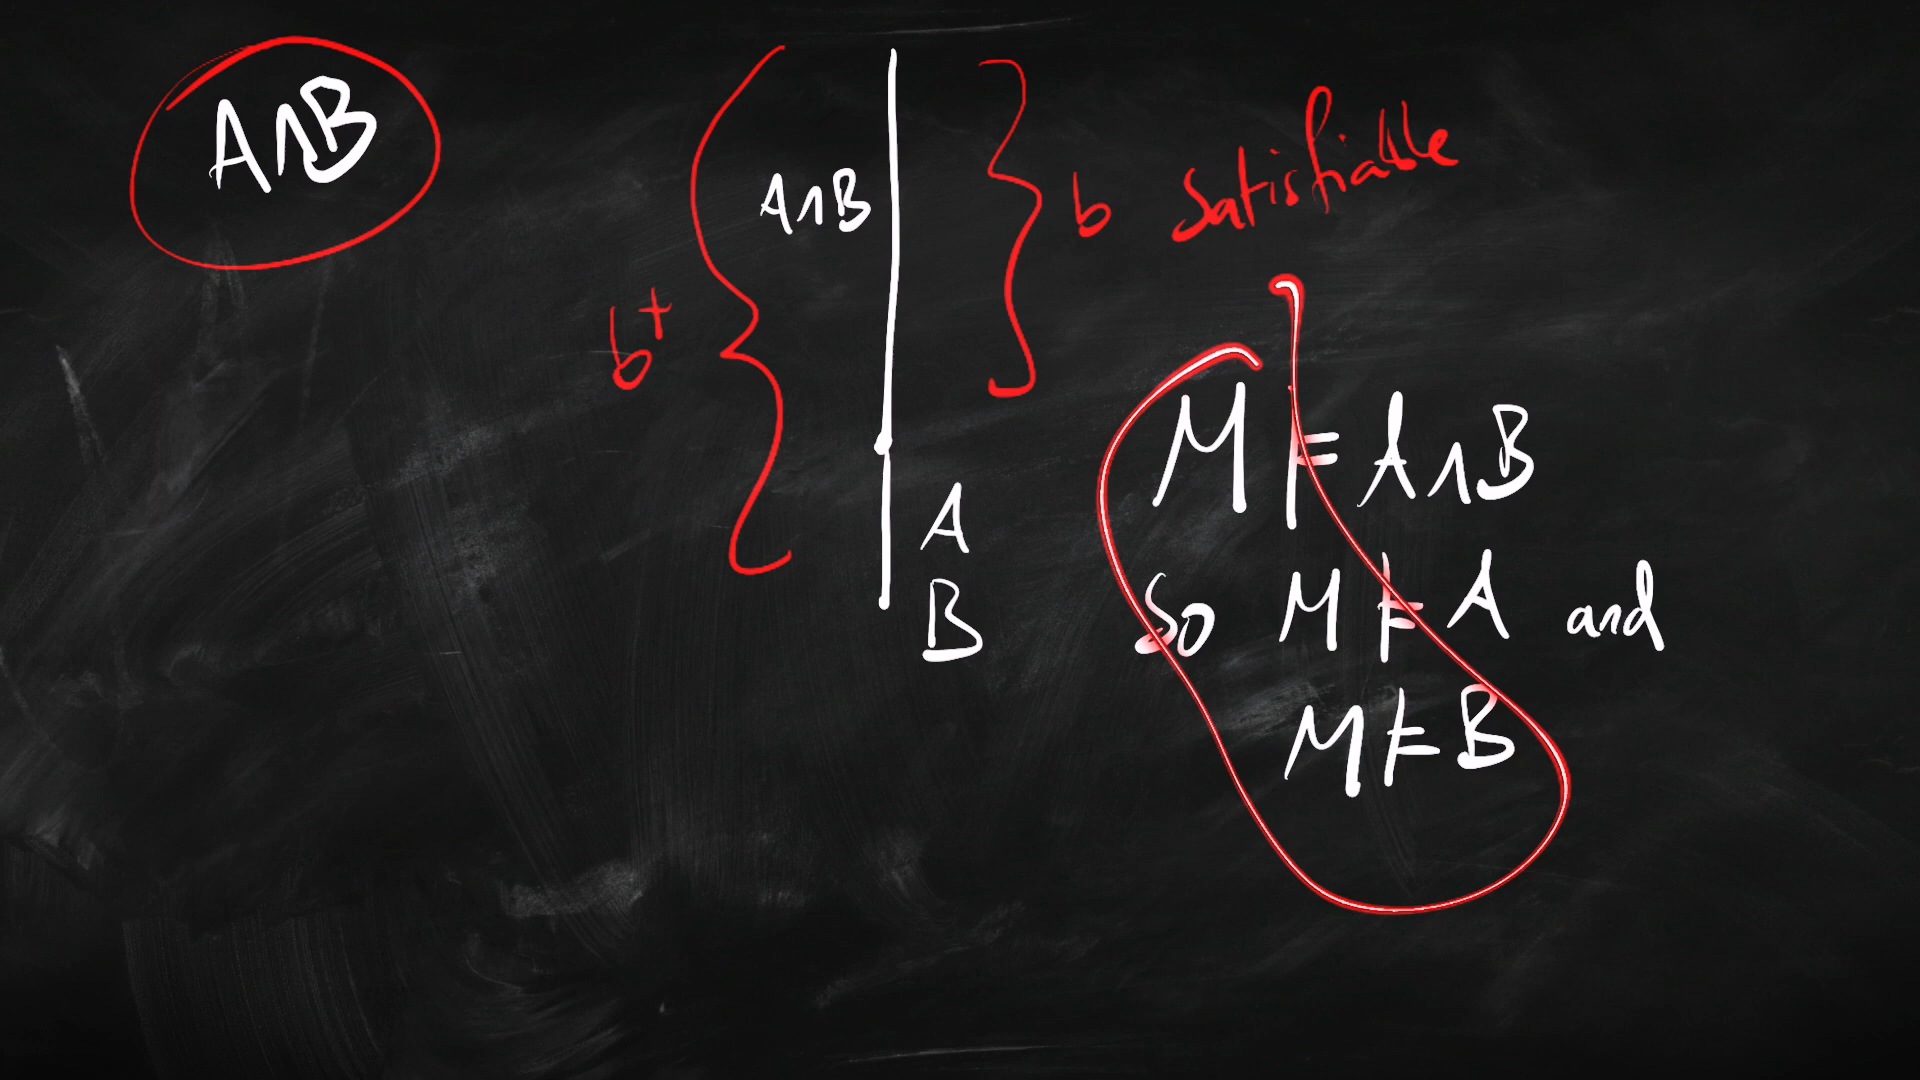 A∧B
A∧B
b satisfiable
b⁺
M ⊨ A∧B
A
B
So M ⊨ A and
M ⊨ B